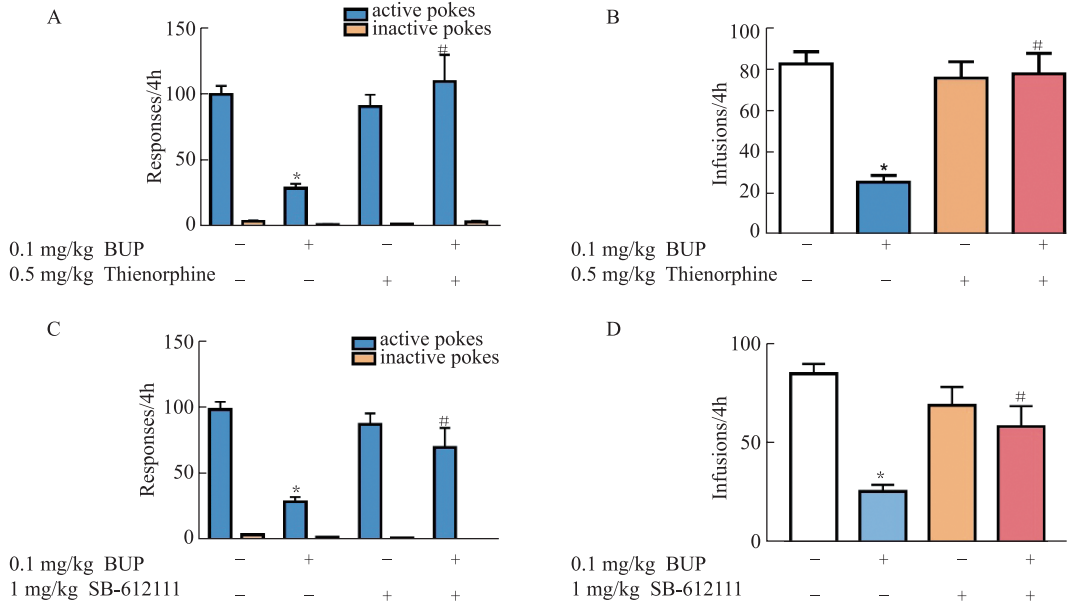 A
active pokes
inactive pokes
150
100
50
0
Responses/4h
*
#
0.1 mg/kg BUP − + − +
0.5 mg/kg Thienorphine − − + +
B
100
80
60
40
20
0
Infusions/4h
*
#
0.1 mg/kg BUP − + − +
0.5 mg/kg Thienorphine − − + +
C
active pokes
inactive pokes
150
100
50
0
Responses/4h
*
#
0.1 mg/kg BUP − + − +
1 mg/kg SB-612111 − − + +
D
100
50
0
Infusions/4h
*
#
0.1 mg/kg BUP − + − +
1 mg/kg SB-612111 − − + +